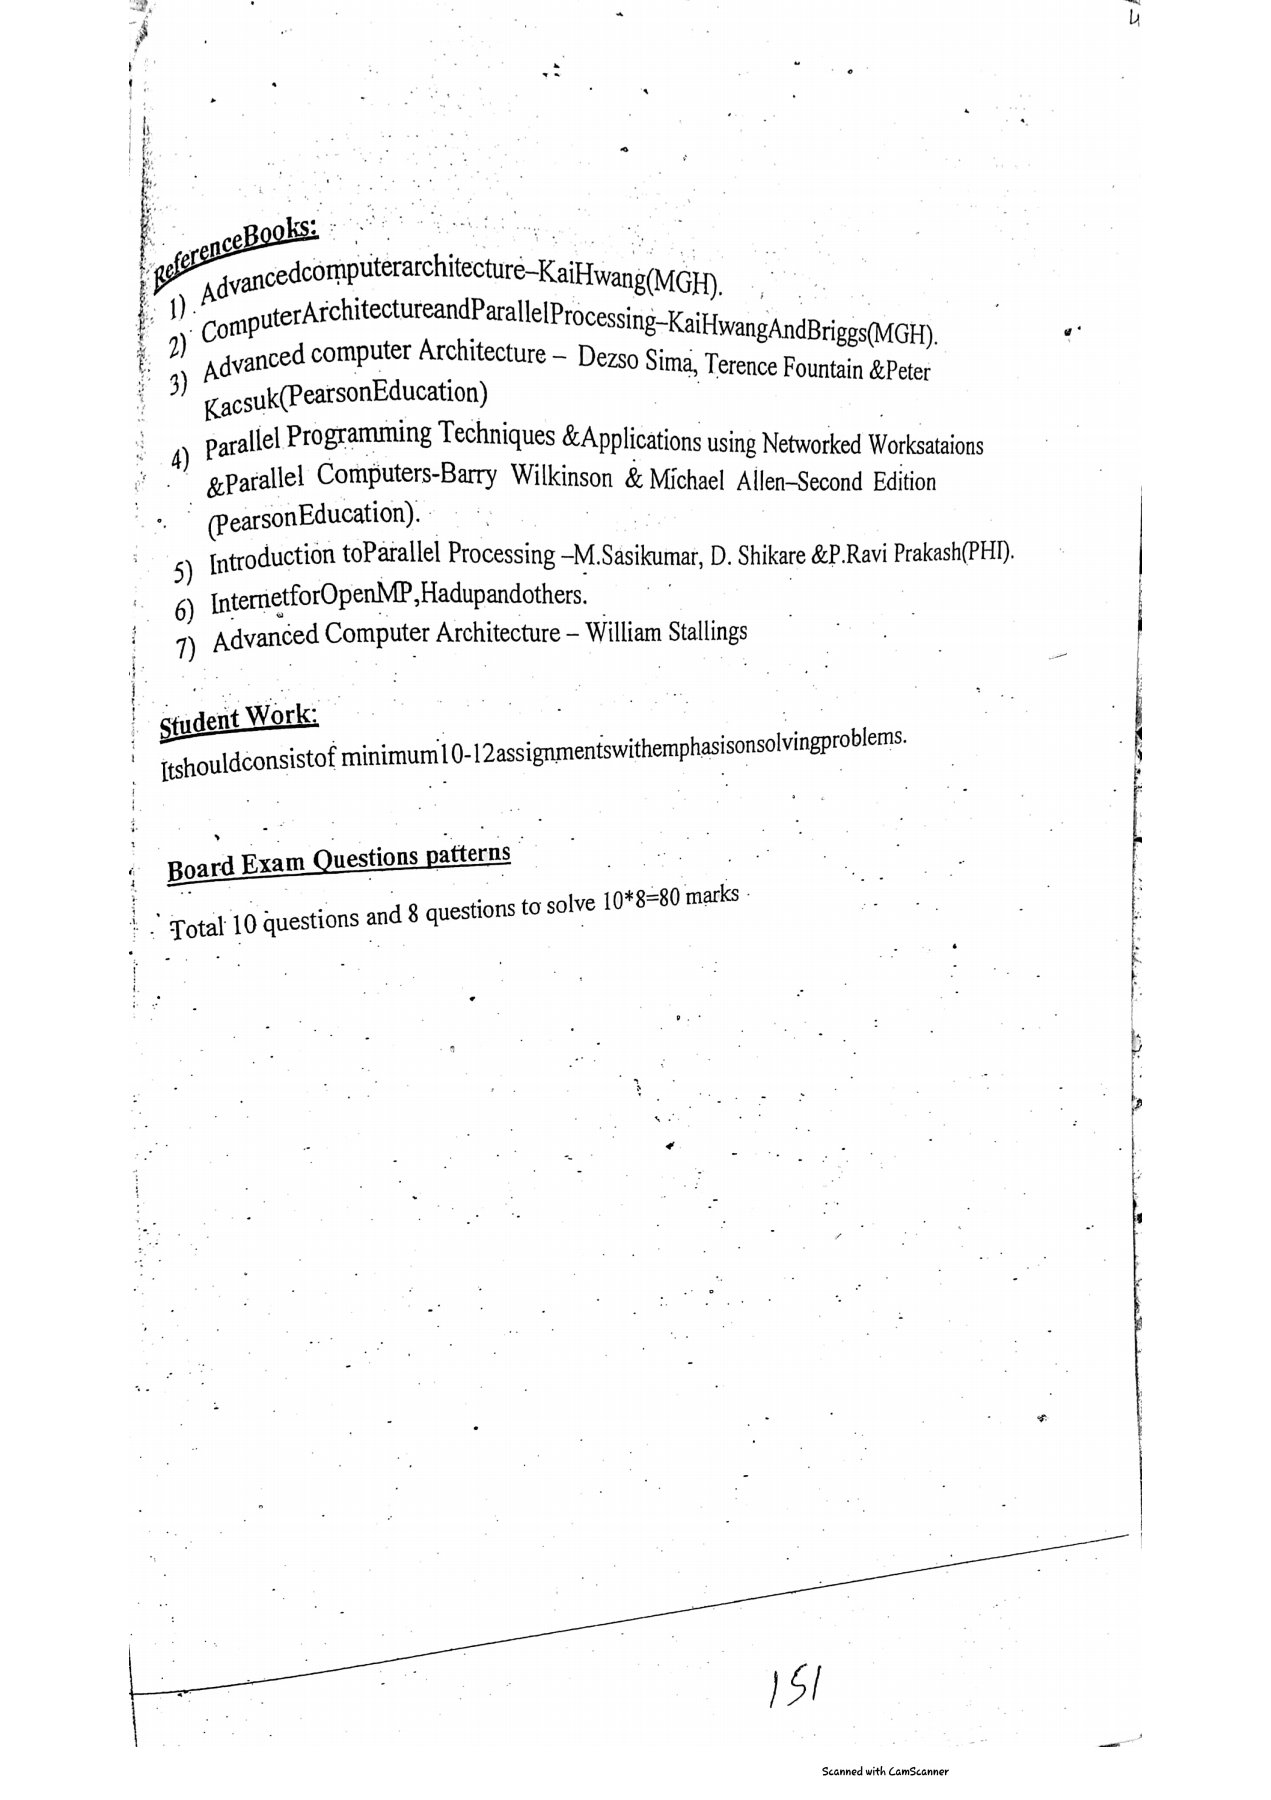 ReferenceBooks:
1) Advancedcomputerarchitecture–KaiHwang(MGH).
2) ComputerArchitectureandParallelProcessing–KaiHwangAndBriggs(MGH).
3) Advanced computer Architecture – Dezso Sima, Terence Fountain &Peter
Kacsuk(PearsonEducation)
4) Parallel Programming Techniques &Applications using Networked Worksataions
&Parallel Computers-Barry Wilkinson & Michael Allen–Second Edition
(PearsonEducation).
5) Introduction toParallel Processing –M.Sasikumar, D. Shikare &P.Ravi Prakash(PHI).
6) InternetforOpenMP,Hadupandothers.
7) Advanced Computer Architecture – William Stallings
Student Work:
Itshouldconsistof minimum10-12assignmentswithemphasisonsolvingproblems.
Board Exam Questions patterns
Total 10 questions and 8 questions to solve 10*8=80 marks
151
Scanned with CamScanner